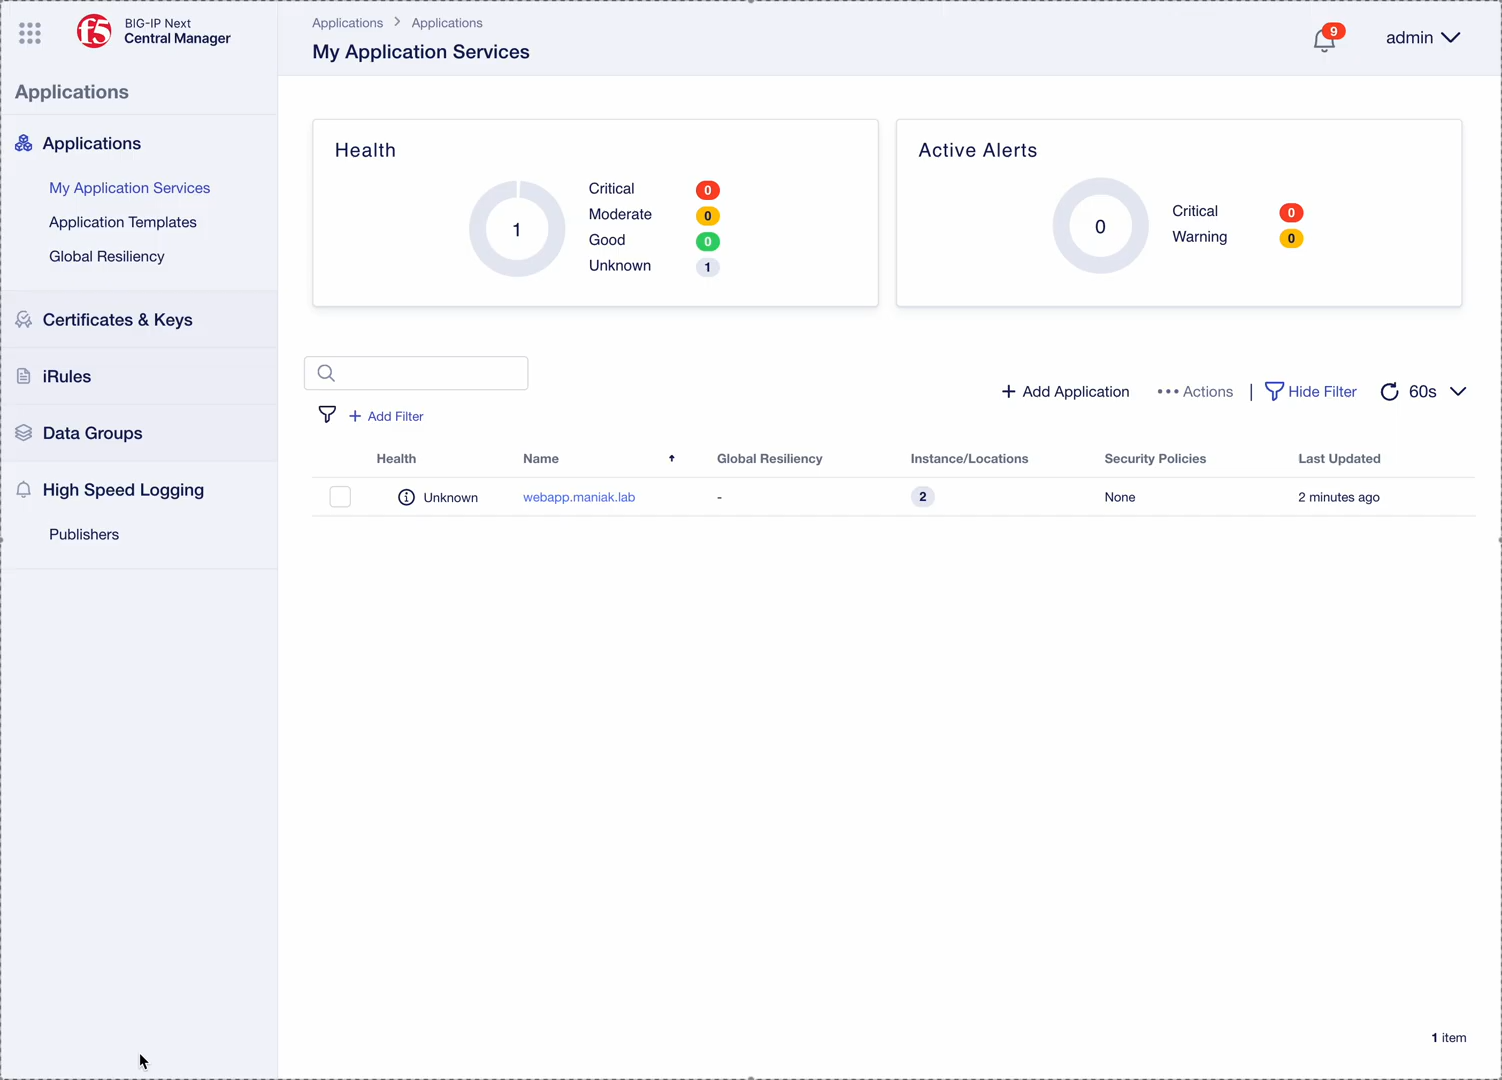 BIG-IP Next
Central Manager
Applications
Applications
My Application Services
Application Templates
Global Resiliency
Certificates & Keys
iRules
Data Groups
High Speed Logging
Publishers
Applications > Applications
My Application Services
9
admin
Health
1
Critical 0
Moderate 0
Good 0
Unknown 1
Active Alerts
0
Critical 0
Warning 0
+ Add Application ••• Actions | Hide Filter 60s
+ Add Filter
Health Name Global Resiliency Instance/Locations Security Policies Last Updated
Unknown webapp.maniak.lab - 2 None 2 minutes ago
1 item
f5